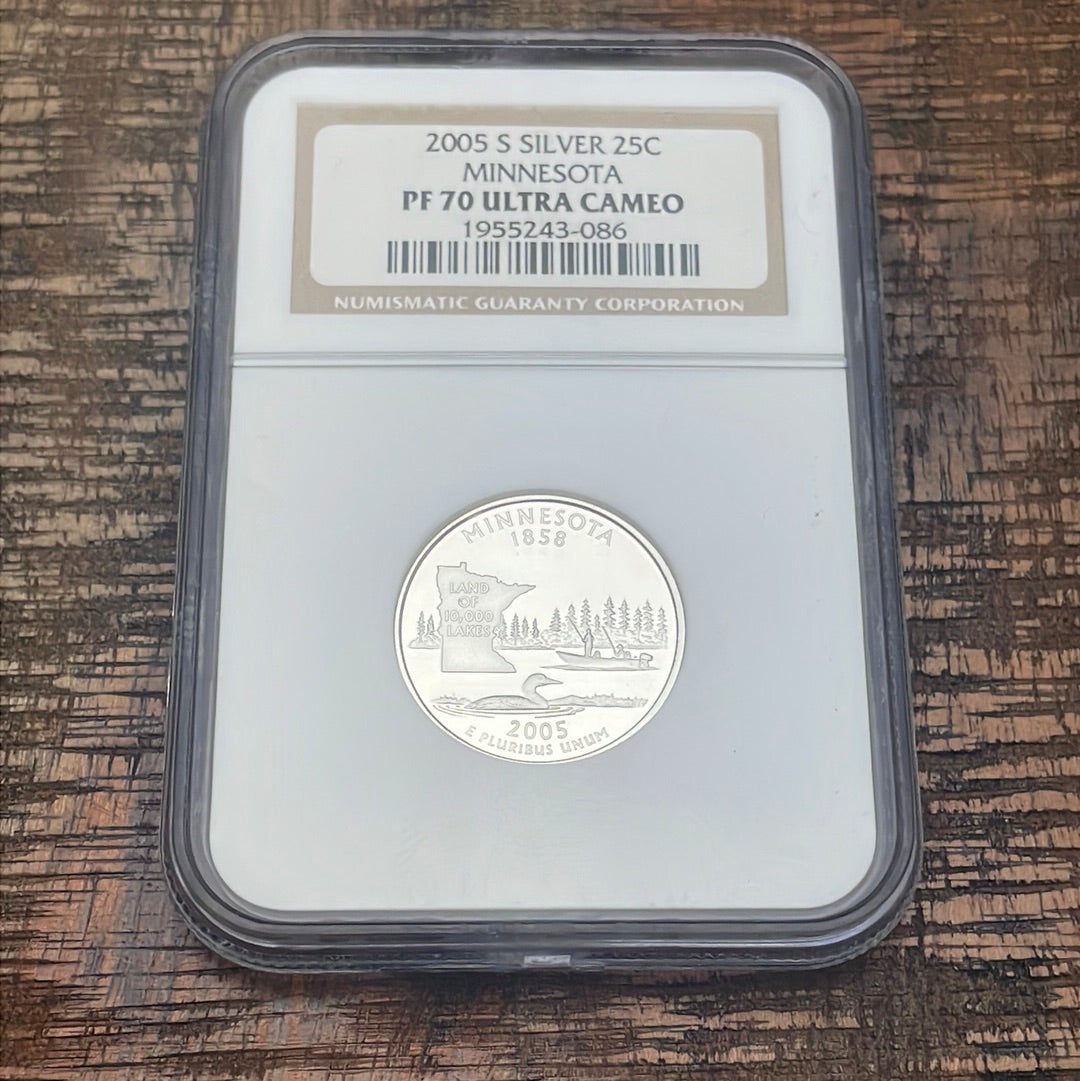 2005 S SILVER 25C
MINNESOTA
PF 70 ULTRA CAMEO
1955243-086
NUMISMATIC GUARANTY CORPORATION
MINNESOTA
1858
LAND
OF
10,000
LAKES
2005
E PLURIBUS UNUM